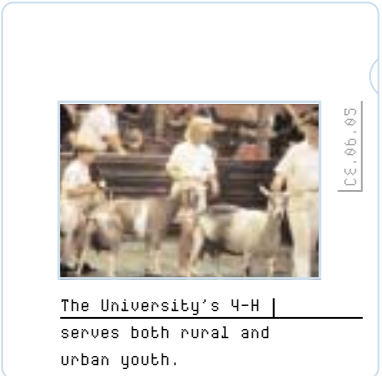 CE.06.05
The University's 4-H |
serves both rural and
urban youth.